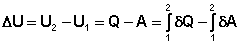 ΔU = U₂ − U₁ = Q − A = ∫₁² δQ − ∫₁² δA